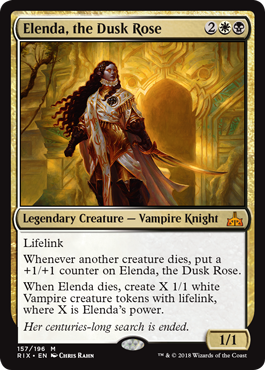 Elenda, the Dusk Rose 2
Legendary Creature — Vampire Knight
Lifelink
Whenever another creature dies, put a
+1/+1 counter on Elenda, the Dusk Rose.
When Elenda dies, create X 1/1 white
Vampire creature tokens with lifelink,
where X is Elenda's power.
Her centuries-long search is ended.
1/1
157/196 M
RIX • EN Chris Rahn
™ & © 2018 Wizards of the Coast